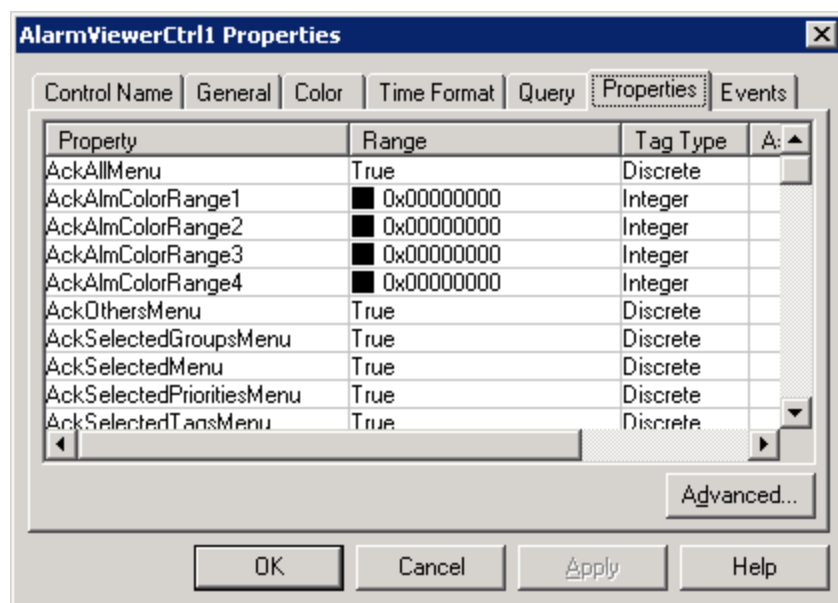 AlarmViewerCtrl1 Properties
Control Name General Color Time Format Query Properties Events
Property Range Tag Type
AckAllMenu True Discrete
AckAlmColorRange1 0x00000000 Integer
AckAlmColorRange2 0x00000000 Integer
AckAlmColorRange3 0x00000000 Integer
AckAlmColorRange4 0x00000000 Integer
AckOthersMenu True Discrete
AckSelectedGroupsMenu True Discrete
AckSelectedMenu True Discrete
AckSelectedPrioritiesMenu True Discrete
AckSelectedTagsMenu True Discrete
Advanced...
OK Cancel Apply Help